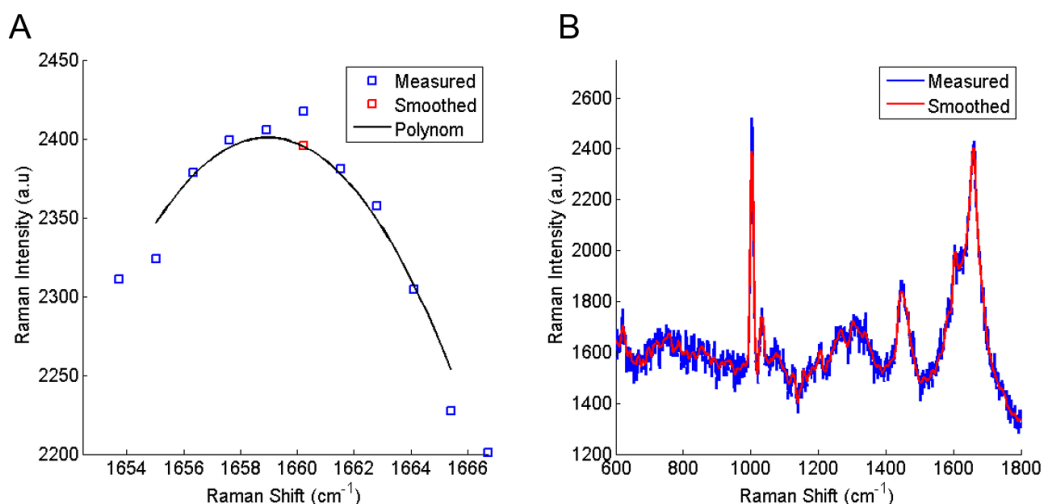 A
2450
2400
2350
2300
2250
2200
Raman Intensity (a.u)
Measured
Smoothed
Polynom
1654 1656 1658 1660 1662 1664 1666
Raman Shift (cm⁻¹)
B
2600
2400
2200
2000
1800
1600
1400
1200
Raman Intensity (a.u)
Measured
Smoothed
600 1000 1200 1400 1600 1800
Raman Shift (cm⁻¹)